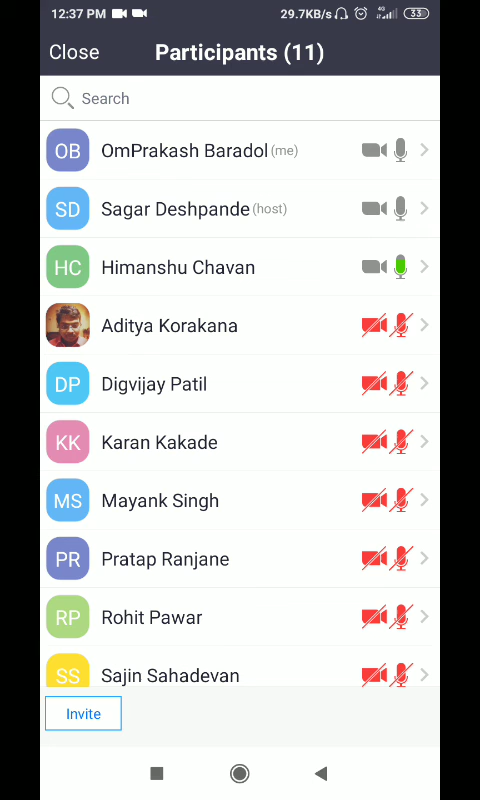 12:37 PM 29.7KB/s 4G 33
Close Participants (11)
Search
OB OmPrakash Baradol (me)
SD Sagar Deshpande (host)
HC Himanshu Chavan
Aditya Korakana
DP Digvijay Patil
KK Karan Kakade
MS Mayank Singh
PR Pratap Ranjane
RP Rohit Pawar
SS Sajin Sahadevan
Invite